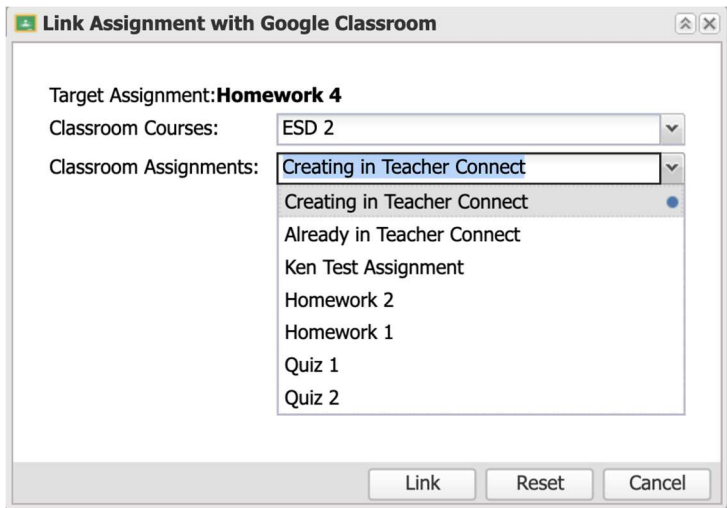 Link Assignment with Google Classroom
Target Assignment:Homework 4
Classroom Courses: ESD 2
Classroom Assignments: Creating in Teacher Connect
Creating in Teacher Connect
Already in Teacher Connect
Ken Test Assignment
Homework 2
Homework 1
Quiz 1
Quiz 2
Link Reset Cancel